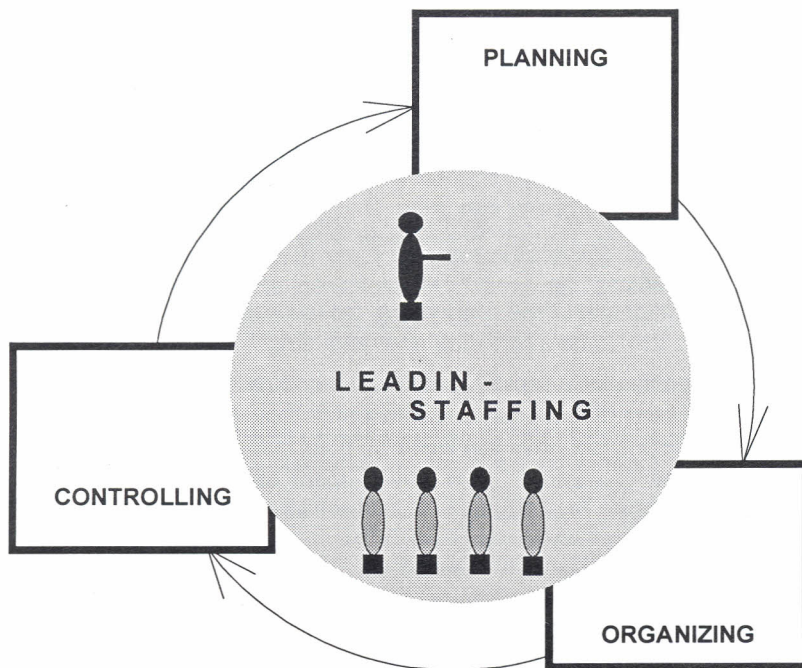 PLANNING
LEADIN -
STAFFING
CONTROLLING
ORGANIZING